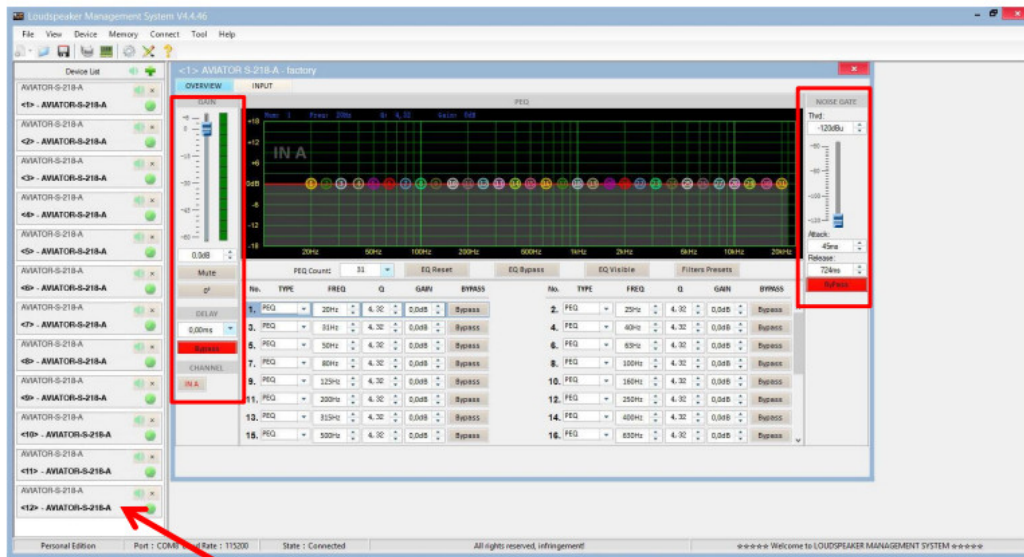 Loudspeaker Management System V4.4.46
File View Device Memory Connect Tool Help
Device List
AVIATOR-S-218-A
<1> - AVIATOR-S-218-A
AVIATOR-S-218-A
<2> - AVIATOR-S-218-A
AVIATOR-S-218-A
<3> - AVIATOR-S-218-A
AVIATOR-S-218-A
<4> - AVIATOR-S-218-A
AVIATOR-S-218-A
<5> - AVIATOR-S-218-A
AVIATOR-S-218-A
<6> - AVIATOR-S-218-A
AVIATOR-S-218-A
<7> - AVIATOR-S-218-A
AVIATOR-S-218-A
<8> - AVIATOR-S-218-A
AVIATOR-S-218-A
<9> - AVIATOR-S-218-A
AVIATOR-S-218-A
<10> - AVIATOR-S-218-A
AVIATOR-S-218-A
<11> - AVIATOR-S-218-A
AVIATOR-S-218-A
<12> - AVIATOR-S-218-A
<1> AVIATOR S-218-A - factory
OVERVIEW INPUT
GAIN
0,0dB
Mute
0°
DELAY
0,00ms
Bypass
CHANNEL
IN A
PEQ
Num: 1 Freq: 20Hz Q: 4,32 Gain: 0dB
IN A
+18
+12
+6
0dB
-6
-12
-18
20Hz 50Hz 100Hz 200Hz 500Hz 1kHz 2kHz 5kHz 10kHz 20kHz
PEQ Count: 31 EQ Reset EQ Bypass EQ Visible Filters Presets
No. TYPE FREQ Q GAIN BYPASS No. TYPE FREQ Q GAIN BYPASS
1. PEQ 20Hz 4,32 0,0dB Bypass 2. PEQ 25Hz 4,32 0,0dB Bypass
3. PEQ 31Hz 4,32 0,0dB Bypass 4. PEQ 40Hz 4,32 0,0dB Bypass
5. PEQ 50Hz 4,32 0,0dB Bypass 6. PEQ 63Hz 4,32 0,0dB Bypass
7. PEQ 80Hz 4,32 0,0dB Bypass 8. PEQ 100Hz 4,32 0,0dB Bypass
9. PEQ 125Hz 4,32 0,0dB Bypass 10. PEQ 160Hz 4,32 0,0dB Bypass
11. PEQ 200Hz 4,32 0,0dB Bypass 12. PEQ 250Hz 4,32 0,0dB Bypass
13. PEQ 315Hz 4,32 0,0dB Bypass 14. PEQ 400Hz 4,32 0,0dB Bypass
15. PEQ 500Hz 4,32 0,0dB Bypass 16. PEQ 630Hz 4,32 0,0dB Bypass
NOISE GATE
Thrd:
-120dBu
Attack:
45ms
Release:
724ms
ByPass
Personal Edition Port : Rate : 115200 State : Connected All rights reserved, infringement! ***** Welcome to LOUDSPEAKER MANAGEMENT SYSTEM *****